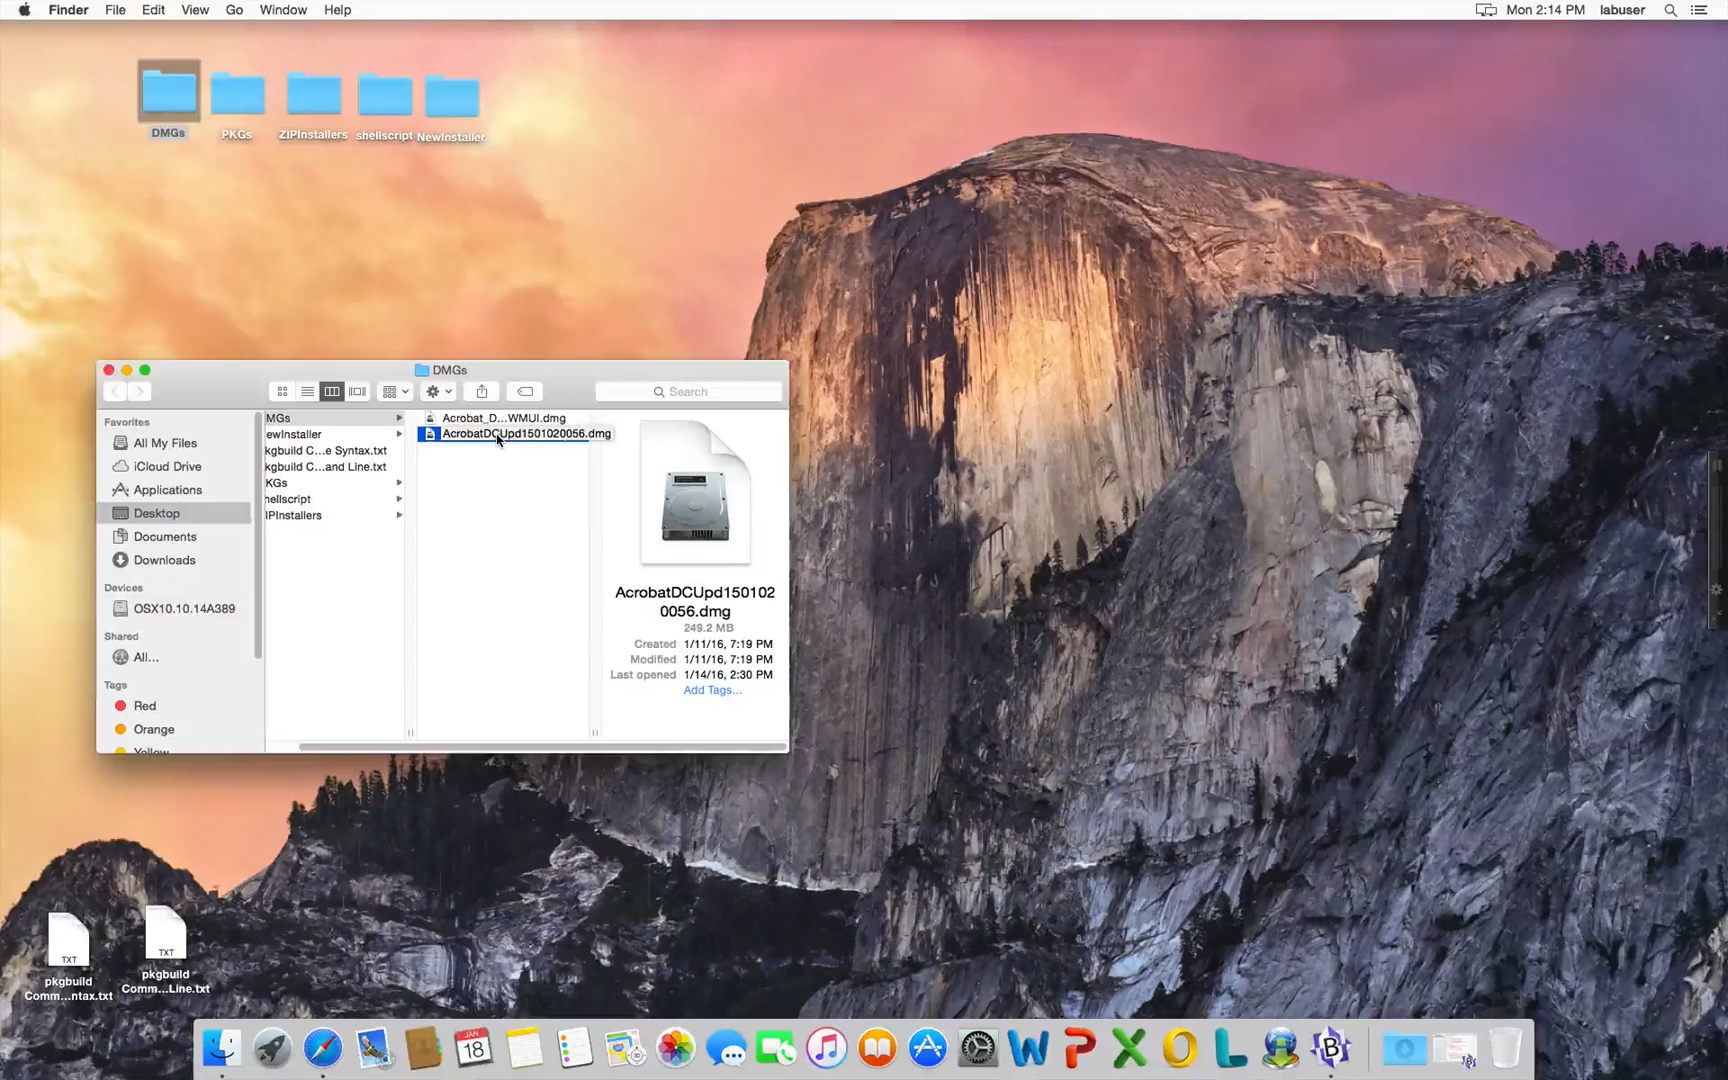 Finder File Edit View Go Window Help
Mon 2:14 PM labuser
DMGs PKGs ZIPInstallers shellscript NewInstaller
DMGs
Search
Favorites
All My Files
iCloud Drive
Applications
Desktop
Documents
Downloads
Devices
OSX10.10.14A389
Shared
All...
Tags
Red
Orange
Yellow
MGs
ewInstaller
kgbuild C...e Syntax.txt
kgbuild C...and Line.txt
KGs
hellscript
IPInstallers
Acrobat_D...WMUI.dmg
AcrobatDCUpd1501020056.dmg
AcrobatDCUpd150102
0056.dmg
249.2 MB
Created 1/11/16, 7:19 PM
Modified 1/11/16, 7:19 PM
Last opened 1/14/16, 2:30 PM
Add Tags...
TXT
pkgbuild
Comm...ntax.txt
TXT
pkgbuild
Comm...Line.txt
JAN
18
W P X O L B